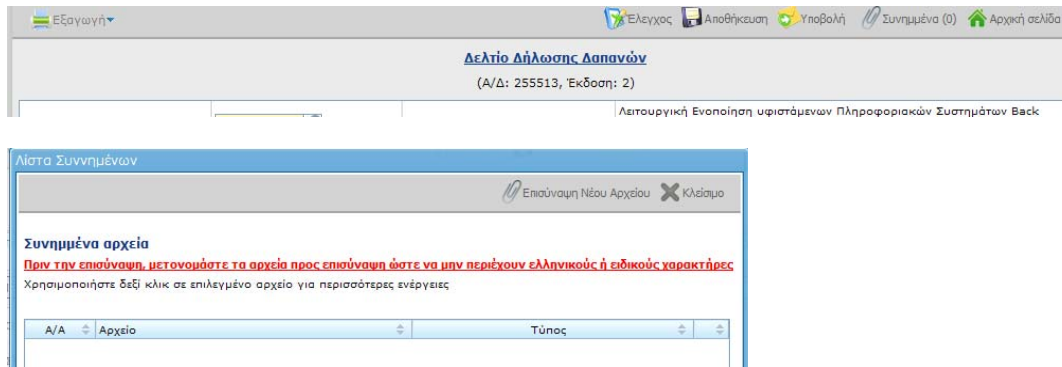 Εξαγωγή Έλεγχος Αποθήκευση Υποβολή Συνημμένα (0) Αρχική σελίδα
Δελτίο Δήλωσης Δαπανών
(Α/Δ: 255513, Έκδοση: 2)
Λειτουργική Ενοποίηση υφιστάμενων Πληροφοριακών Συστημάτων Back
Λίστα Συννημένων
Επισύναψη Νέου Αρχείου Κλείσιμο
Συνημμένα αρχεία
Πριν την επισύναψη, μετονομάστε τα αρχεία προς επισύναψη ώστε να μην περιέχουν ελληνικούς ή ειδικούς χαρακτήρες
Χρησιμοποιήστε δεξί κλικ σε επιλεγμένο αρχείο για περισσότερες ενέργειες
Α/Α Αρχείο Τύπος